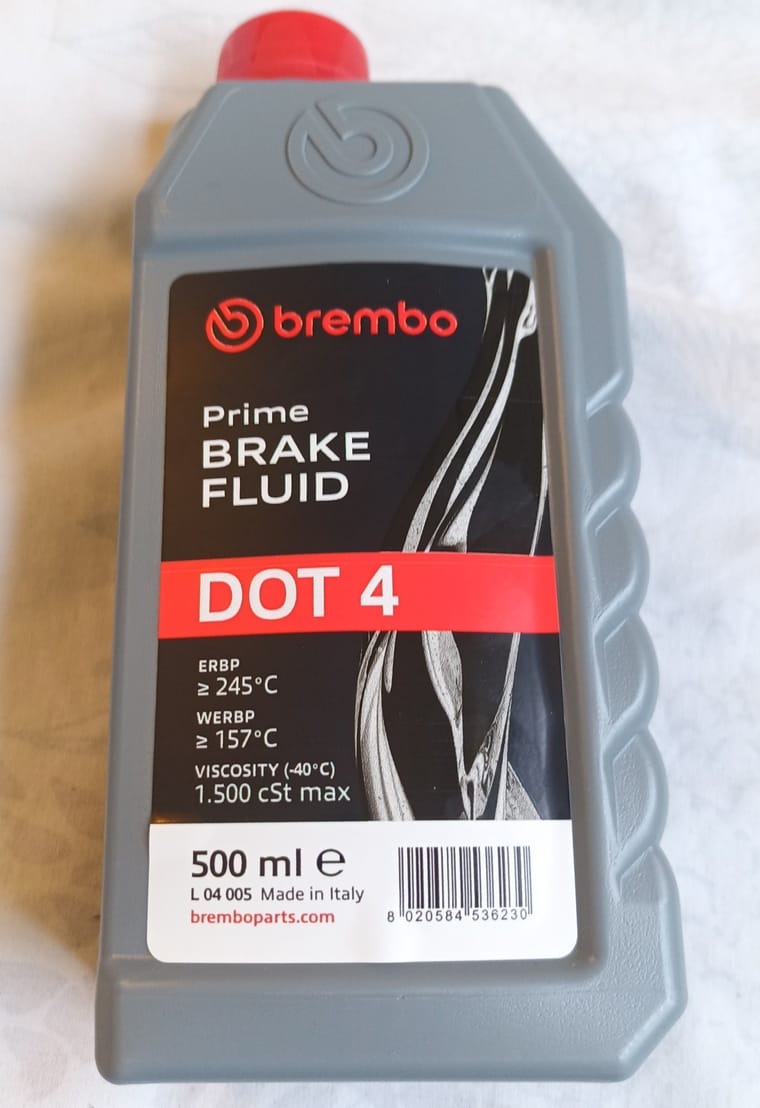 brembo
Prime
BRAKE
FLUID
DOT 4
ERBP
≥ 245°C
WERBP
≥ 157°C
VISCOSITY (-40°C)
1.500 cSt max
500 ml ℮
L 04 005 Made in Italy
bremboparts.com
8 020584 536230